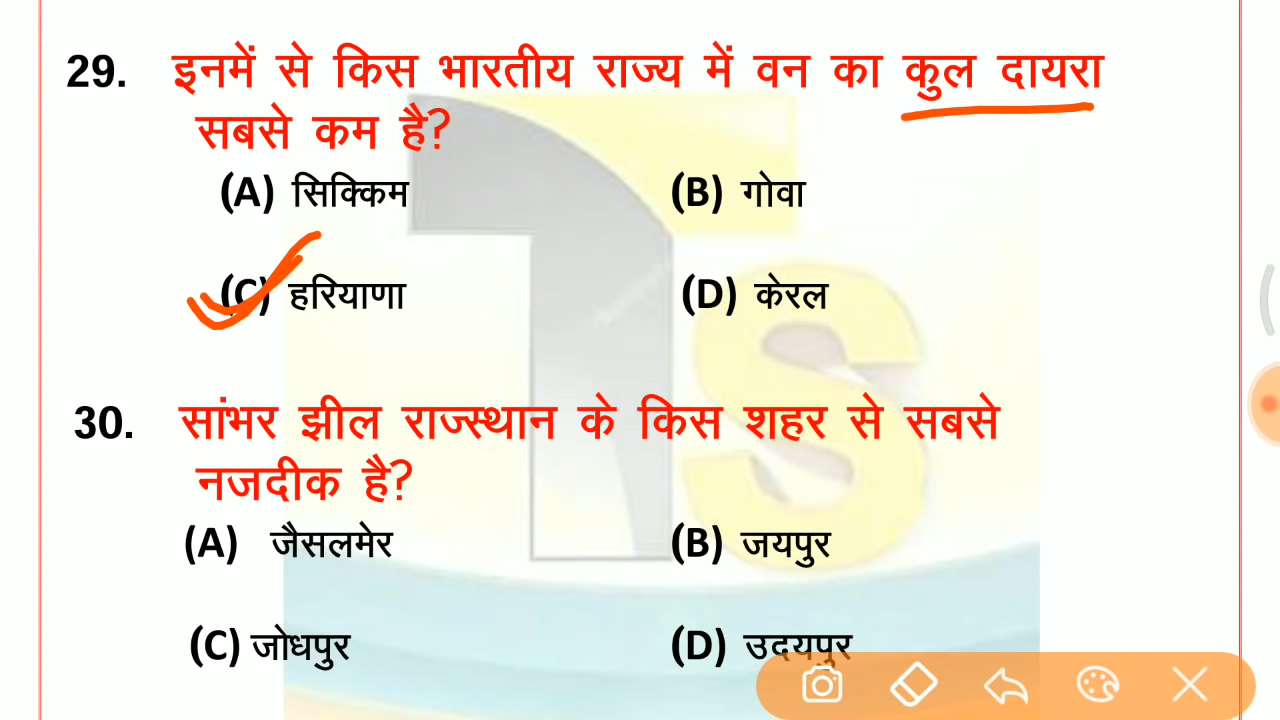 29. इनमें से किस भारतीय राज्य में वन का कुल दायरा
सबसे कम है?
(A) सिक्किम (B) गोवा
(C) हरियाणा (D) केरल
30. सांभर झील राजस्थान के किस शहर से सबसे
नजदीक है?
(A) जैसलमेर (B) जयपुर
(C) जोधपुर (D) उदयपुर